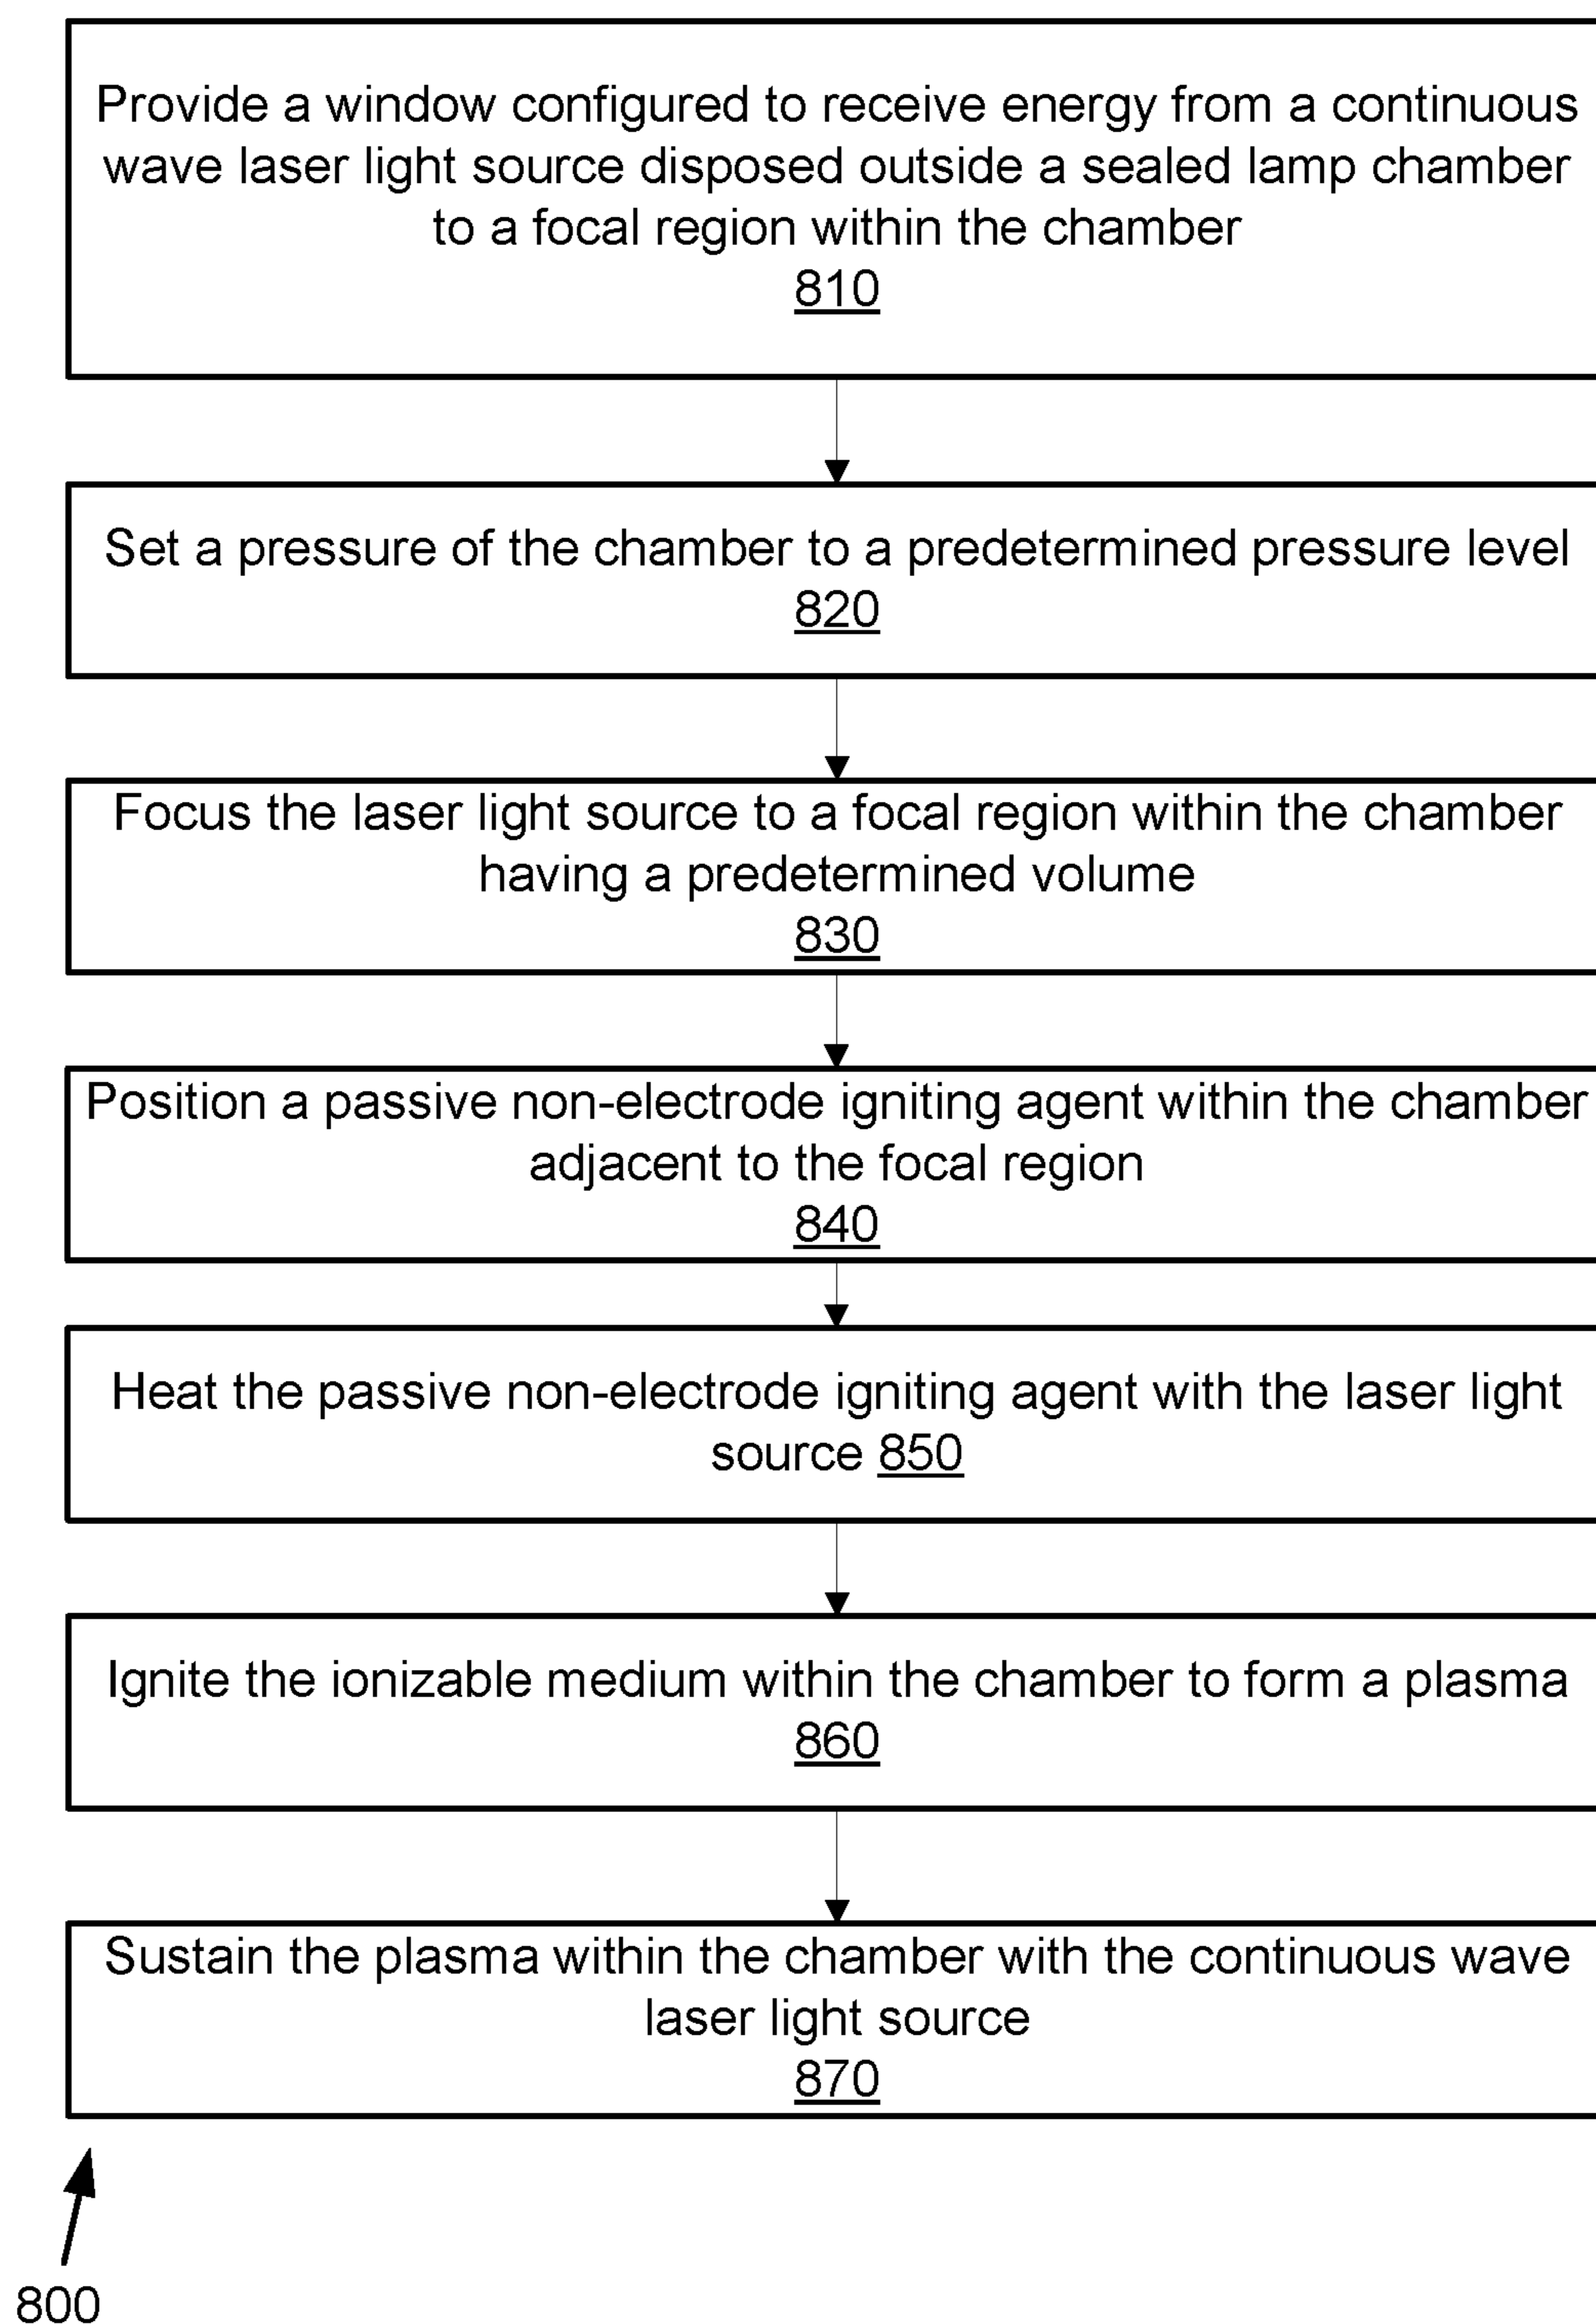 Provide a window configured to receive energy from a continuous
wave laser light source disposed outside a sealed lamp chamber
to a focal region within the chamber
810
Set a pressure of the chamber to a predetermined pressure level
820
Focus the laser light source to a focal region within the chamber
having a predetermined volume
830
Position a passive non-electrode igniting agent within the chamber
adjacent to the focal region
840
Heat the passive non-electrode igniting agent with the laser light
source 850
Ignite the ionizable medium within the chamber to form a plasma
860
Sustain the plasma within the chamber with the continuous wave
laser light source
870
800